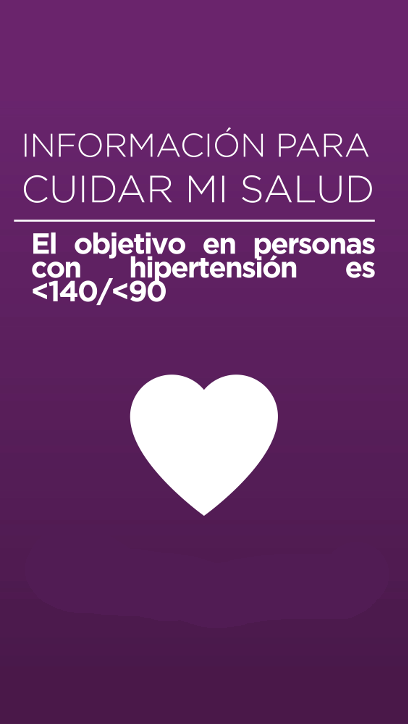 INFORMACIÓN PARA
CUIDAR MI SALUD
El objetivo en personas
con hipertensión es
<140/<90